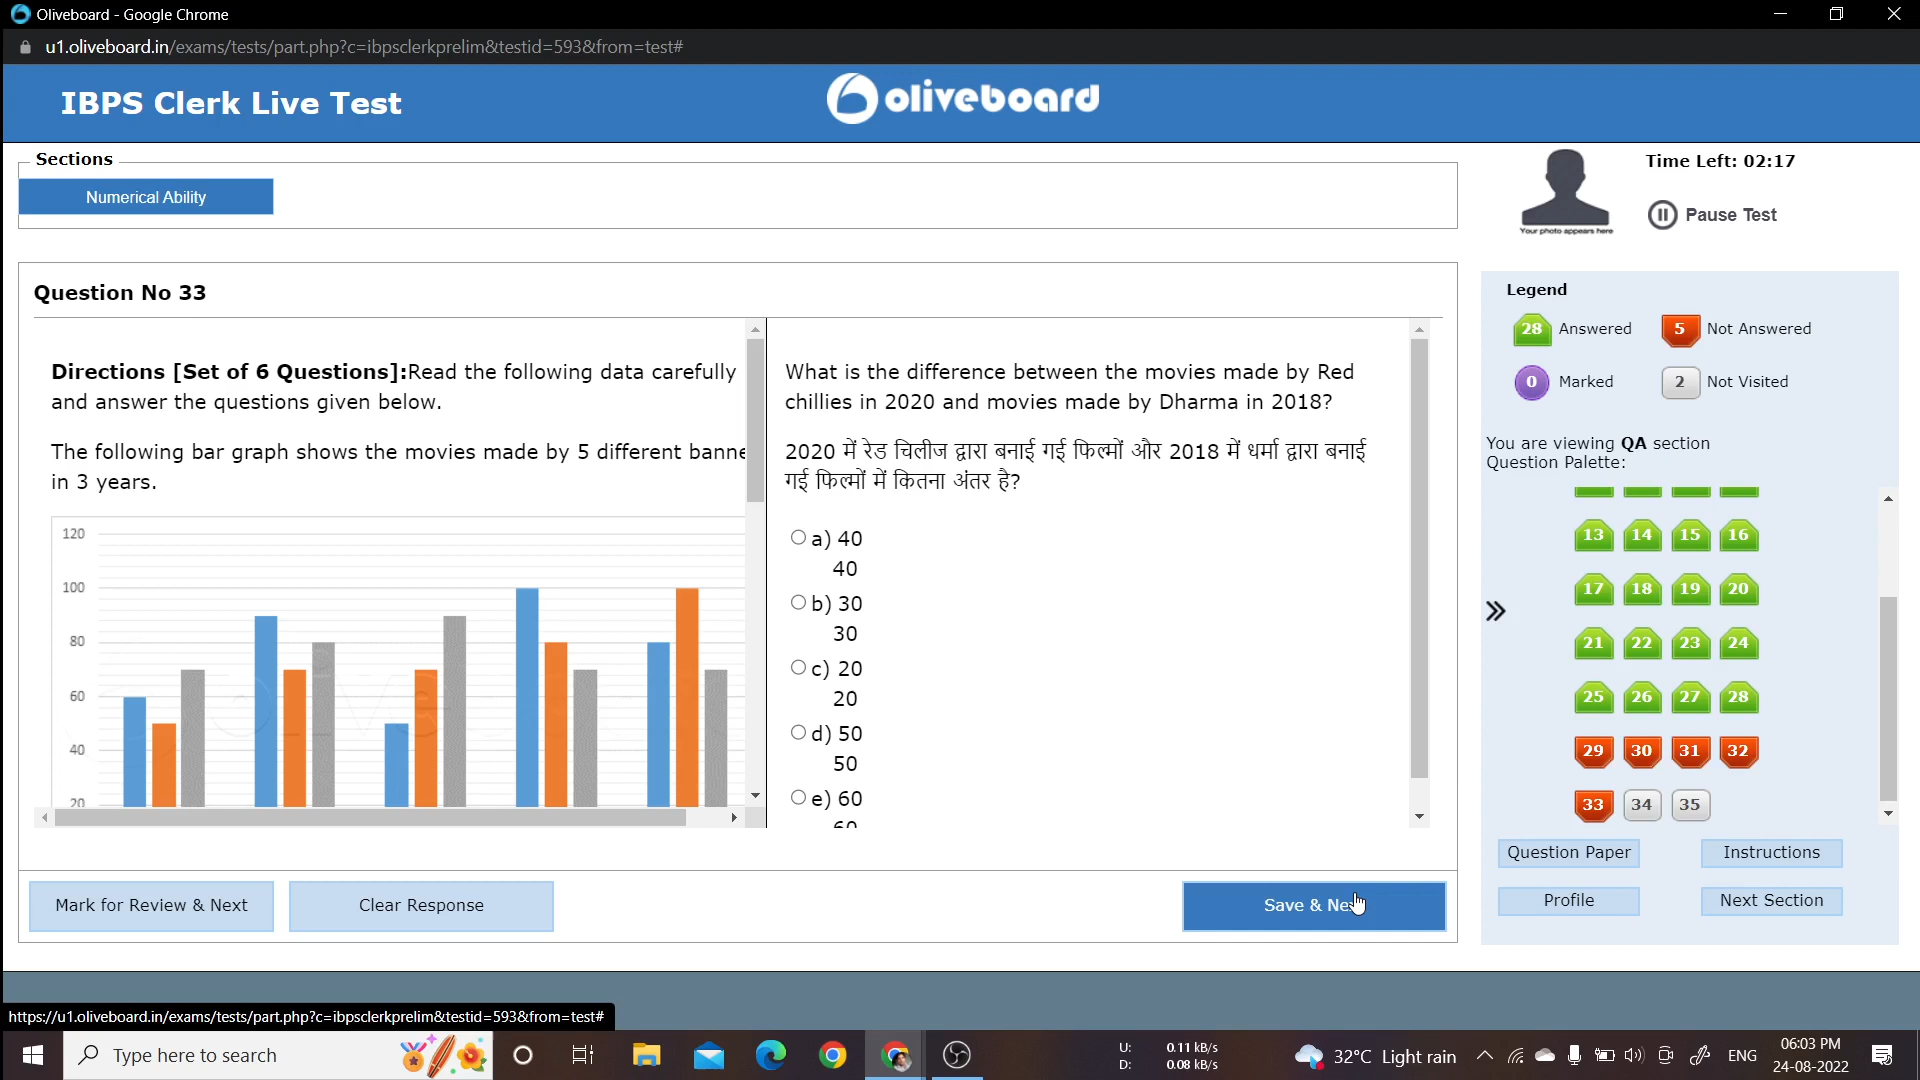 Oliveboard - Google Chrome
u1.oliveboard.in/exams/tests/part.php?c=ibpsclerkprelim&testid=593&from=test#
IBPS Clerk Live Test
oliveboard
Sections
Numerical Ability
Your photo appears here
Time Left: 02:17
Pause Test
Question No 33
Directions [Set of 6 Questions]:Read the following data carefully
and answer the questions given below.
The following bar graph shows the movies made by 5 different banne
in 3 years.
120
100
80
60
40
20
What is the difference between the movies made by Red
chillies in 2020 and movies made by Dharma in 2018?
2020 में रेड चिलीज द्वारा बनाई गई फिल्मों और 2018 में धर्मा द्वारा बनाई
गई फिल्मों में कितना अंतर है?
a) 40
40
b) 30
30
c) 20
20
d) 50
50
e) 60
60
Mark for Review & Next
Clear Response
Save & Ne
Legend
28 Answered
5 Not Answered
0 Marked
2 Not Visited
You are viewing QA section
Question Palette:
13 14 15 16
17 18 19 20
21 22 23 24
25 26 27 28
29 30 31 32
33 34 35
Question Paper
Instructions
Profile
Next Section
https://u1.oliveboard.in/exams/tests/part.php?c=ibpsclerkprelim&testid=593&from=test#
Type here to search
U: 0.11 kB/s
D: 0.08 kB/s
32°C Light rain
ENG
06:03 PM
24-08-2022